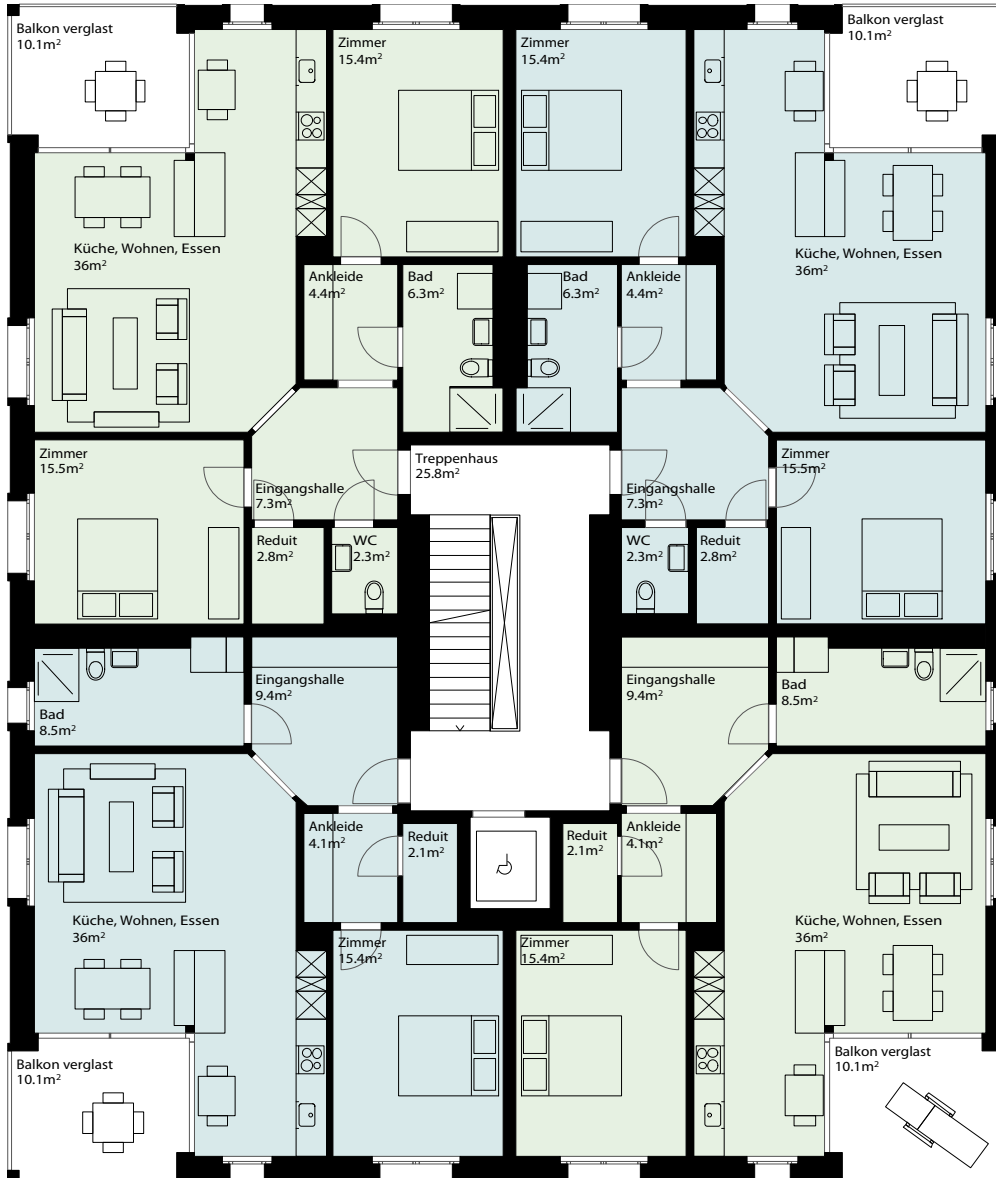 Balkon verglast
10.1m²
Zimmer
15.4m²
Zimmer
15.4m²
Balkon verglast
10.1m²
Küche, Wohnen, Essen
36m²
Ankleide
4.4m²
Bad
6.3m²
Bad
6.3m²
Ankleide
4.4m²
Küche, Wohnen, Essen
36m²
Zimmer
15.5m²
Eingangshalle
7.3m²
Treppenhaus
25.8m²
Eingangshalle
7.3m²
Zimmer
15.5m²
Reduit
2.8m²
WC
2.3m²
WC
2.3m²
Reduit
2.8m²
Bad
8.5m²
Eingangshalle
9.4m²
Eingangshalle
9.4m²
Bad
8.5m²
Küche, Wohnen, Essen
36m²
Ankleide
4.1m²
Reduit
2.1m²
Reduit
2.1m²
Ankleide
4.1m²
Küche, Wohnen, Essen
36m²
Zimmer
15.4m²
Zimmer
15.4m²
Balkon verglast
10.1m²
Balkon verglast
10.1m²